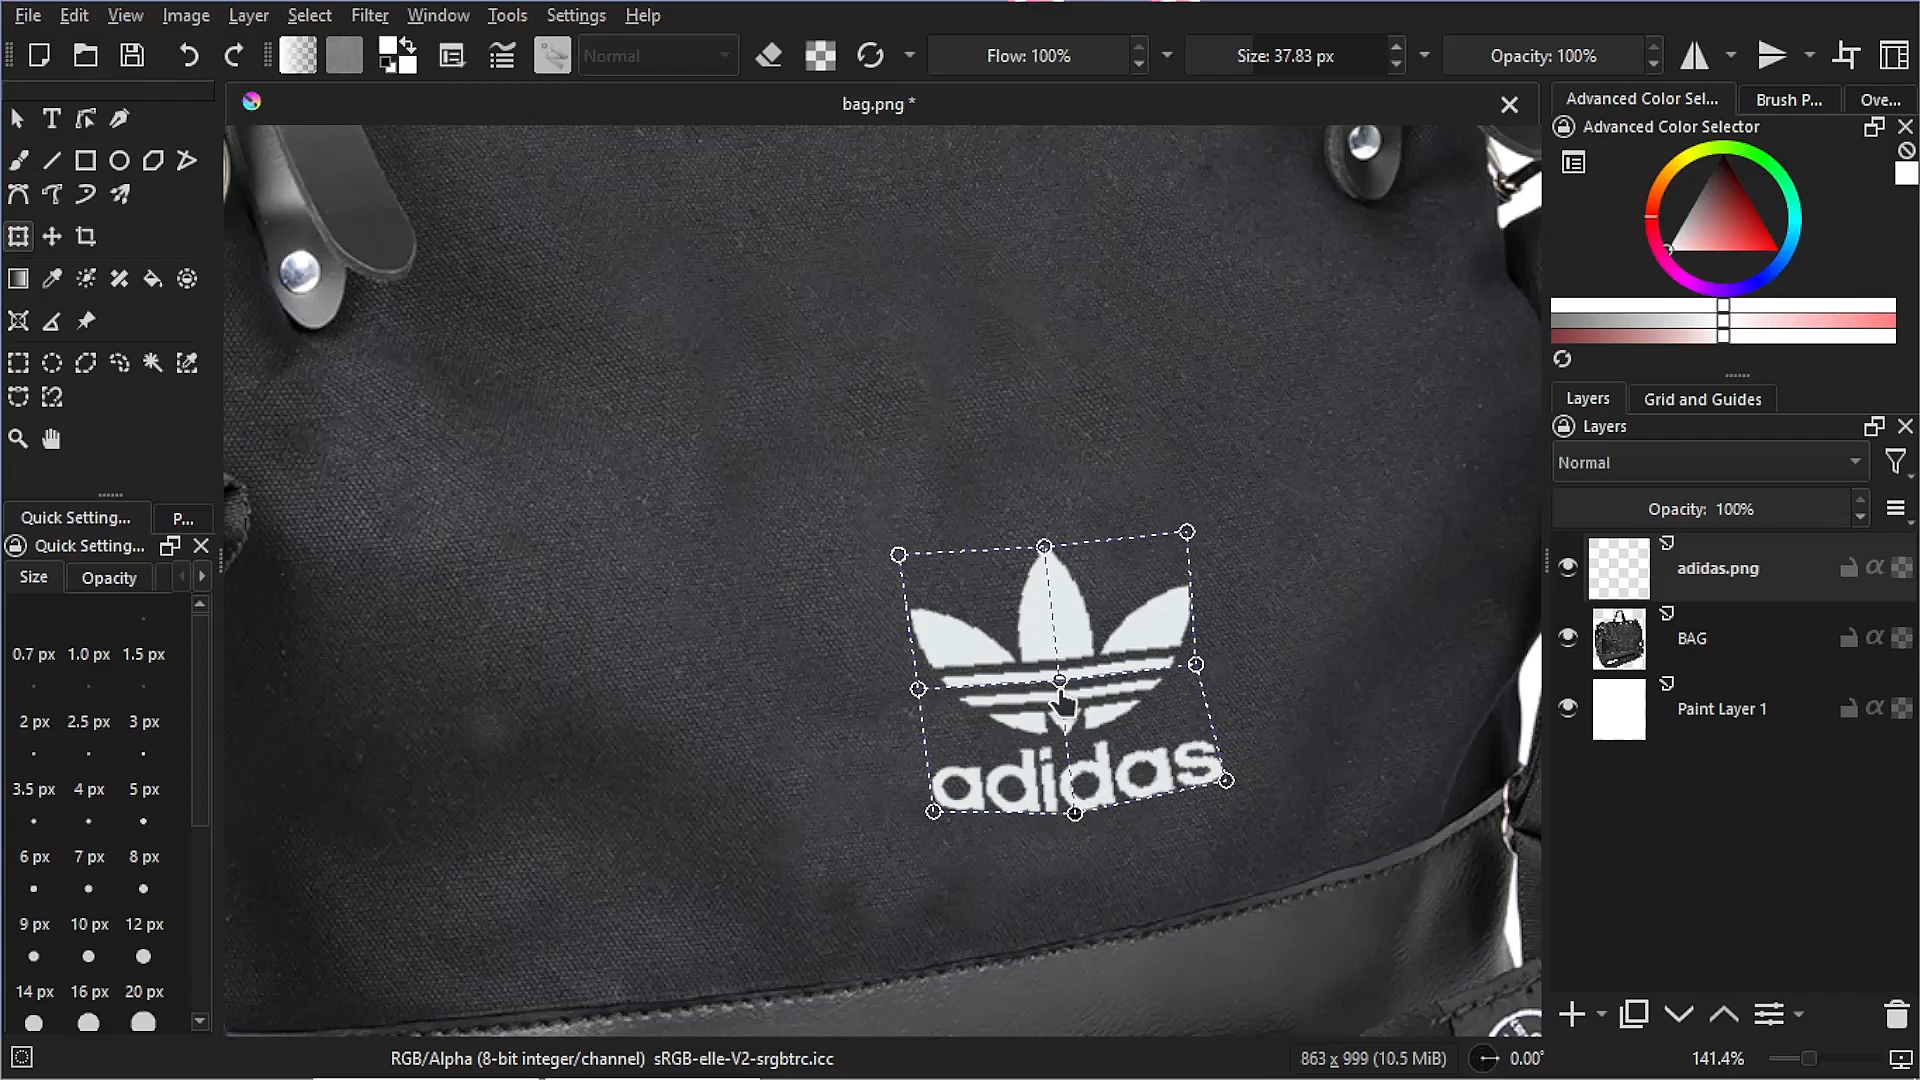 File Edit View Image Layer Select Filter Window Tools Settings Help
Normal
Flow: 100%
Size: 37.83 px
Opacity: 100%
bag.png *
Advanced Color Sel...
Brush P...
Ove...
Advanced Color Selector
Layers
Grid and Guides
Layers
Normal
Opacity: 100%
adidas.png
BAG
Paint Layer 1
Quick Setting...
P...
Quick Setting...
Size
Opacity
0.7 px 1.0 px 1.5 px
2 px 2.5 px 3 px
3.5 px 4 px 5 px
6 px 7 px 8 px
9 px 10 px 12 px
14 px 16 px 20 px
adidas
RGB/Alpha (8-bit integer/channel) sRGB-elle-V2-srgbtrc.icc
863 x 999 (10.5 MiB)
0.00°
141.4%